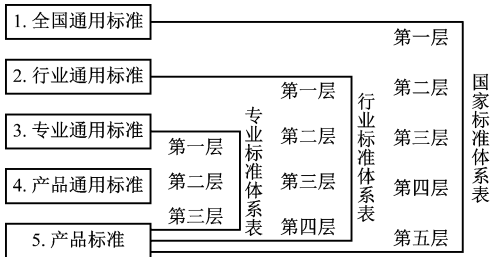 1. 全国通用标准
2. 行业通用标准
3. 专业通用标准
4. 产品通用标准
5. 产品标准
第一层
第二层
第三层
专业标准体系表
第一层
第二层
第三层
第四层
行业标准体系表
第一层
第二层
第三层
第四层
第五层
国家标准体系表